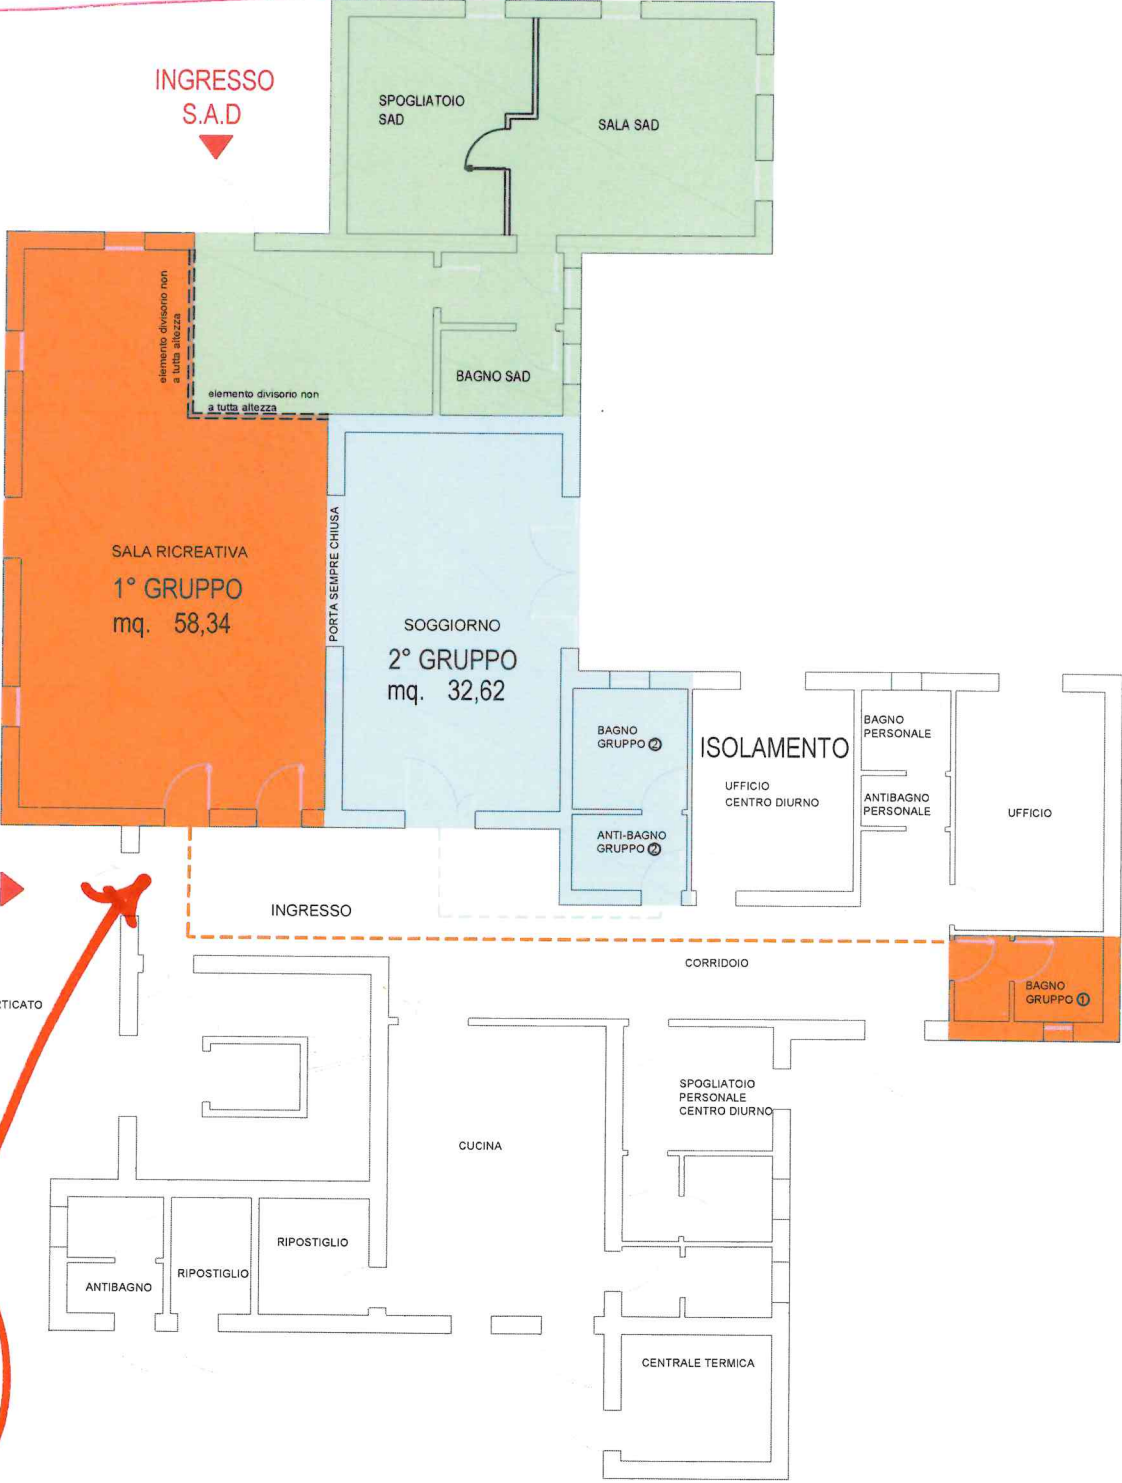 INGRESSO
S.A.D
SPOGLIATOIO
SAD
SALA SAD
elemento divisorio non
a tutta altezza
elemento divisorio non
a tutta altezza
BAGNO SAD
SALA RICREATIVA
1° GRUPPO
mq. 58,34
PORTA SEMPRE CHIUSA
SOGGIORNO
2° GRUPPO
mq. 32,62
BAGNO
GRUPPO ②
ANTI-BAGNO
GRUPPO ②
ISOLAMENTO
UFFICIO
CENTRO DIURNO
BAGNO
PERSONALE
ANTIBAGNO
PERSONALE
UFFICIO
INGRESSO
CORRIDOIO
BAGNO
GRUPPO ①
TICATO
SPOGLIATOIO
PERSONALE
CENTRO DIURNO
CUCINA
RIPOSTIGLIO
RIPOSTIGLIO
ANTIBAGNO
CENTRALE TERMICA